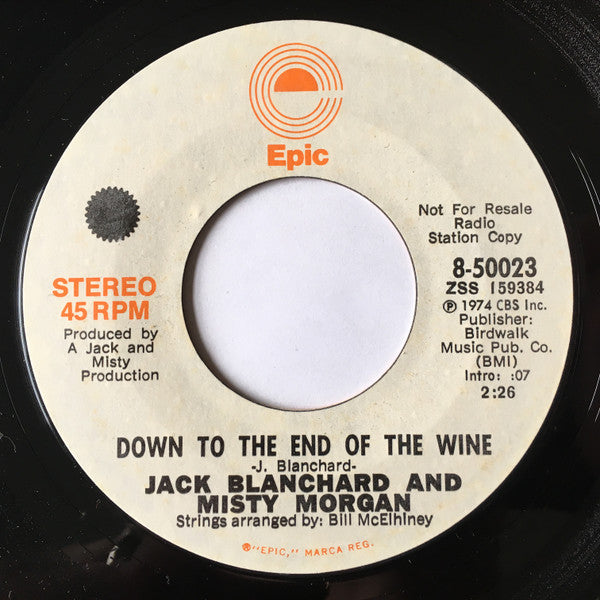 Epic
Not For Resale
Radio
Station Copy
8-50023
ZSS 159384
Ⓟ 1974 CBS Inc.
Publisher:
Birdwalk
Music Pub. Co.
(BMI)
Intro: :07
2:26
STEREO
45 RPM
Produced by
A Jack and
Misty
Production
DOWN TO THE END OF THE WINE
-J. Blanchard-
JACK BLANCHARD AND
MISTY MORGAN
Strings arranged by: Bill McElhiney
®"EPIC," MARCA REG.